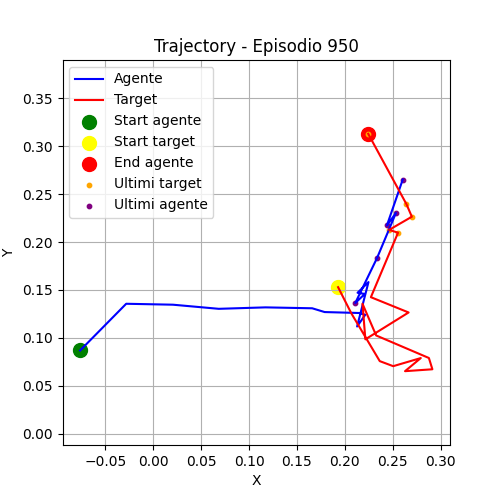 Trajectory - Episodio 950
Agente
Target
Start agente
Start target
End agente
Ultimi target
Ultimi agente
Y
0.35
0.30
0.25
0.20
0.15
0.10
0.05
0.00
−0.05 0.00 0.05 0.10 0.15 0.20 0.25 0.30
X